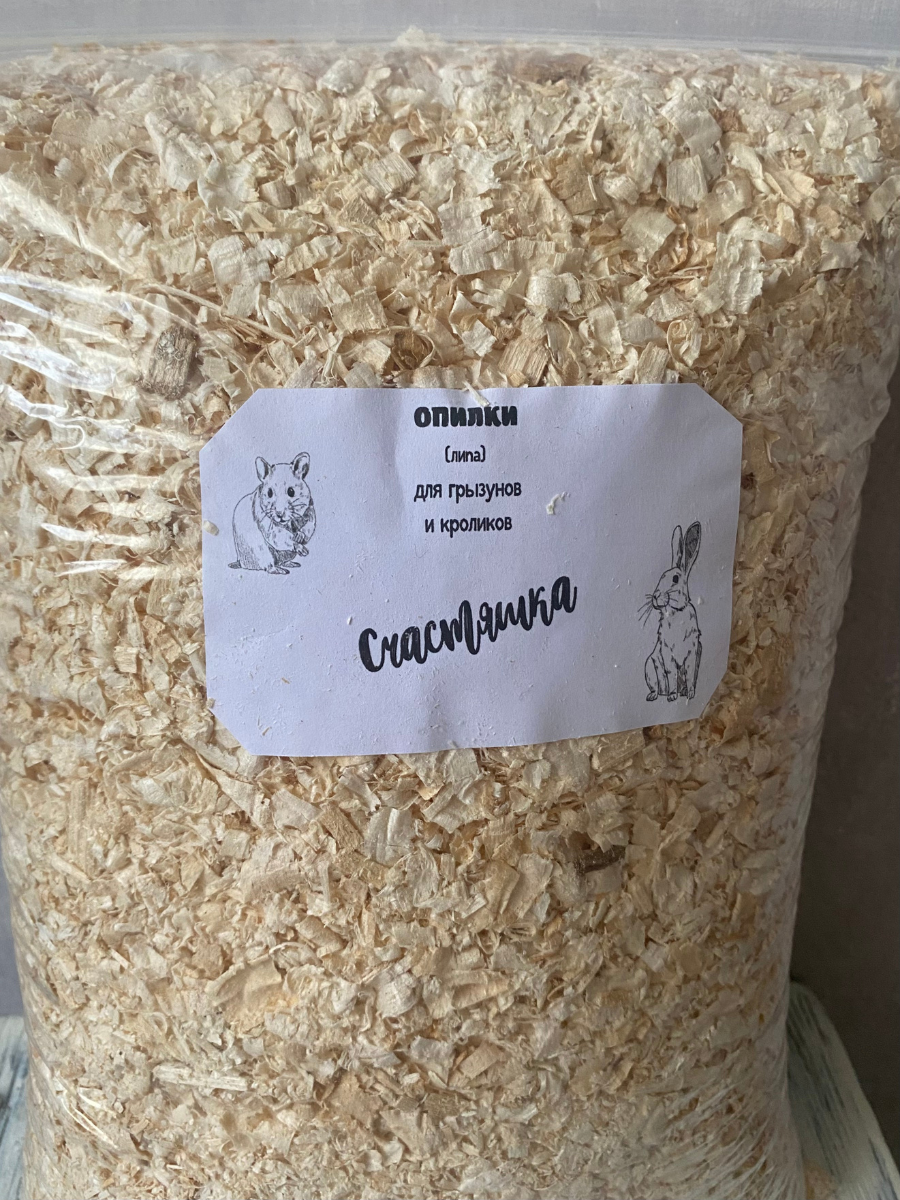 опилки
(липа)
для грызунов
и кроликов
Счастяшка